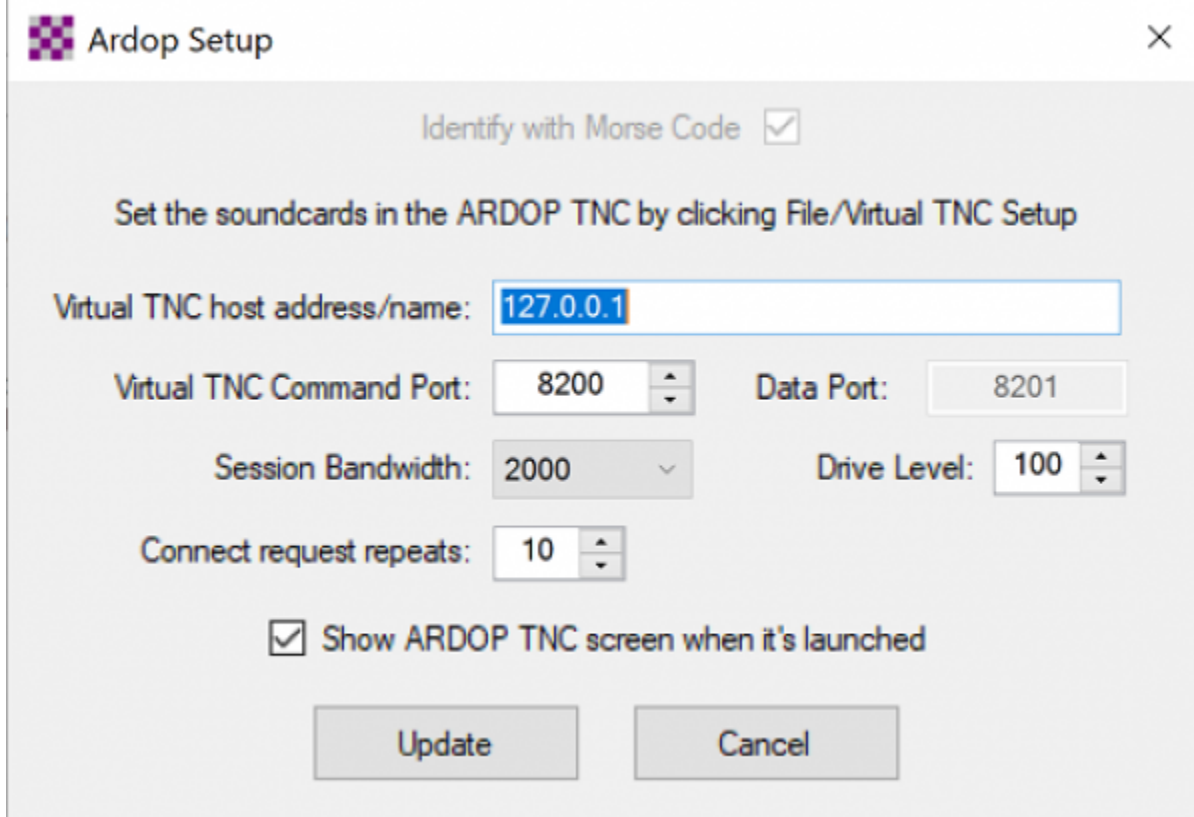 Ardop Setup
Identify with Morse Code
Set the soundcards in the ARDOP TNC by clicking File/Virtual TNC Setup
Virtual TNC host address/name: 127.0.0.1
Virtual TNC Command Port: 8200 Data Port: 8201
Session Bandwidth: 2000 Drive Level: 100
Connect request repeats: 10
Show ARDOP TNC screen when it's launched
Update Cancel